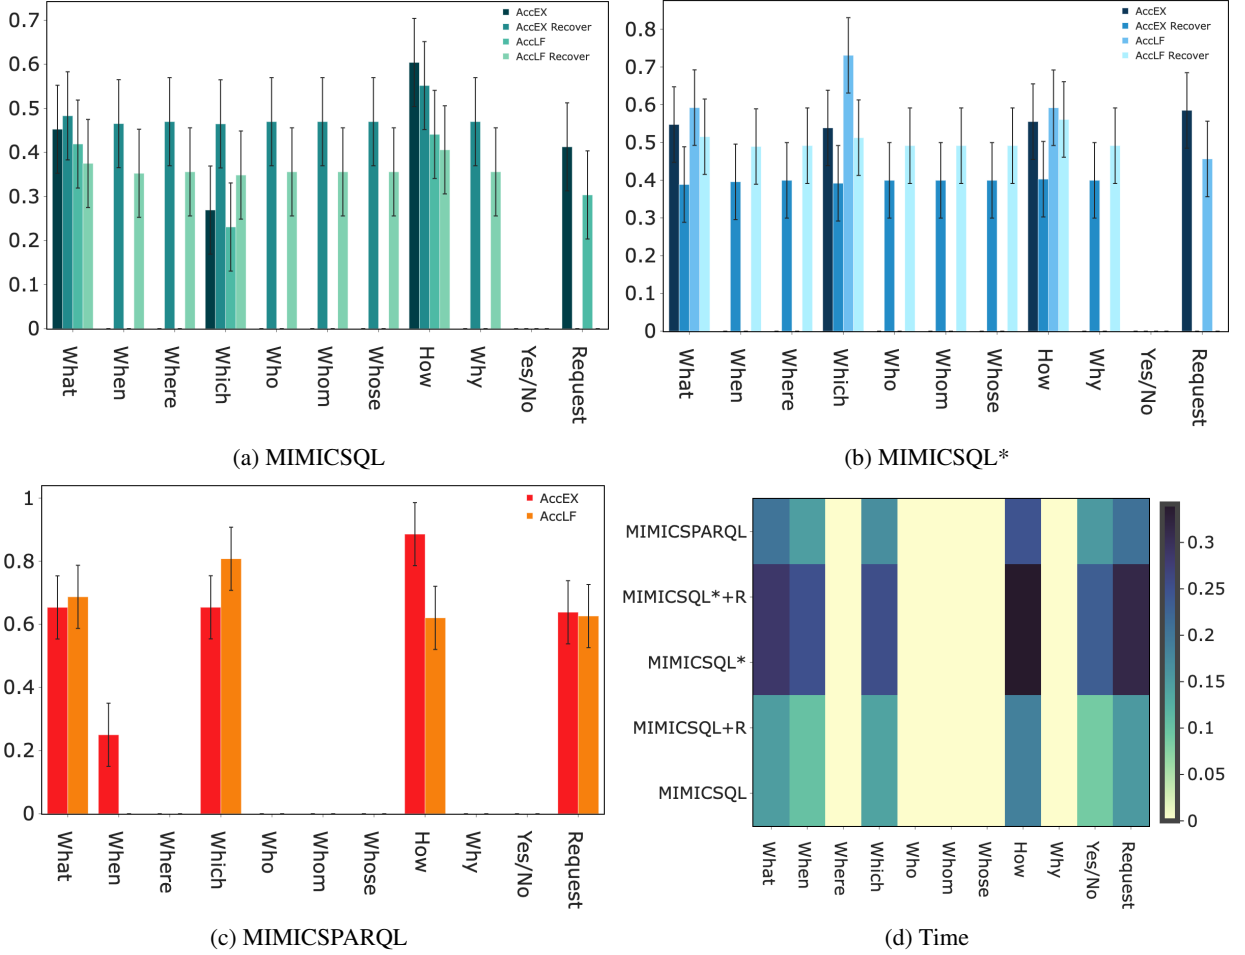 0.7
0.6
0.5
0.4
0.3
0.2
0.1
0
AccEX
AccEX Recover
AccLF
AccLF Recover
What
When
Where
Which
Who
Whom
Whose
How
Why
Yes/No
Request
(a) MIMICSQL
0.8
0.7
0.6
0.5
0.4
0.3
0.2
0.1
0
AccEX
AccEX Recover
AccLF
AccLF Recover
What
When
Where
Which
Who
Whom
Whose
How
Why
Yes/No
Request
(b) MIMICSQL*
1
0.8
0.6
0.4
0.2
0
AccEX
AccLF
What
When
Where
Which
Who
Whom
Whose
How
Why
Yes/No
Request
(c) MIMICSPARQL
MIMICSPARQL
MIMICSQL*+R
MIMICSQL*
MIMICSQL+R
MIMICSQL
What
When
Where
Which
Who
Whom
Whose
How
Why
Yes/No
Request
0.3
0.25
0.2
0.15
0.1
0.05
0
(d) Time